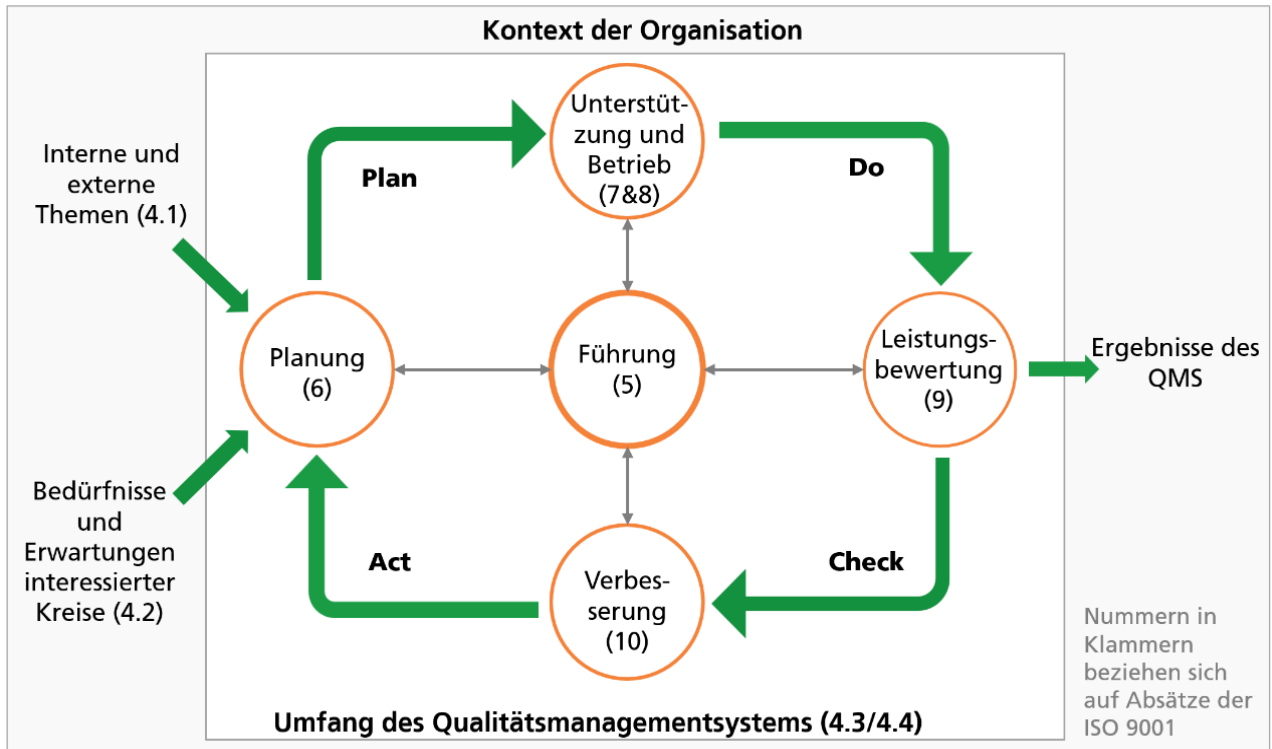 Kontext der Organisation
Interne und
externe
Themen (4.1)
Bedürfnisse
und
Erwartungen
interessierter
Kreise (4.2)
Plan
Unterstüt-
zung und
Betrieb
(7&8)
Do
Planung
(6)
Führung
(5)
Leistungs-
bewertung
(9)
Ergebnisse des
QMS
Act
Verbes-
serung
(10)
Check
Nummern in
Klammern
beziehen sich
auf Absätze der
ISO 9001
Umfang des Qualitätsmanagementsystems (4.3/4.4)